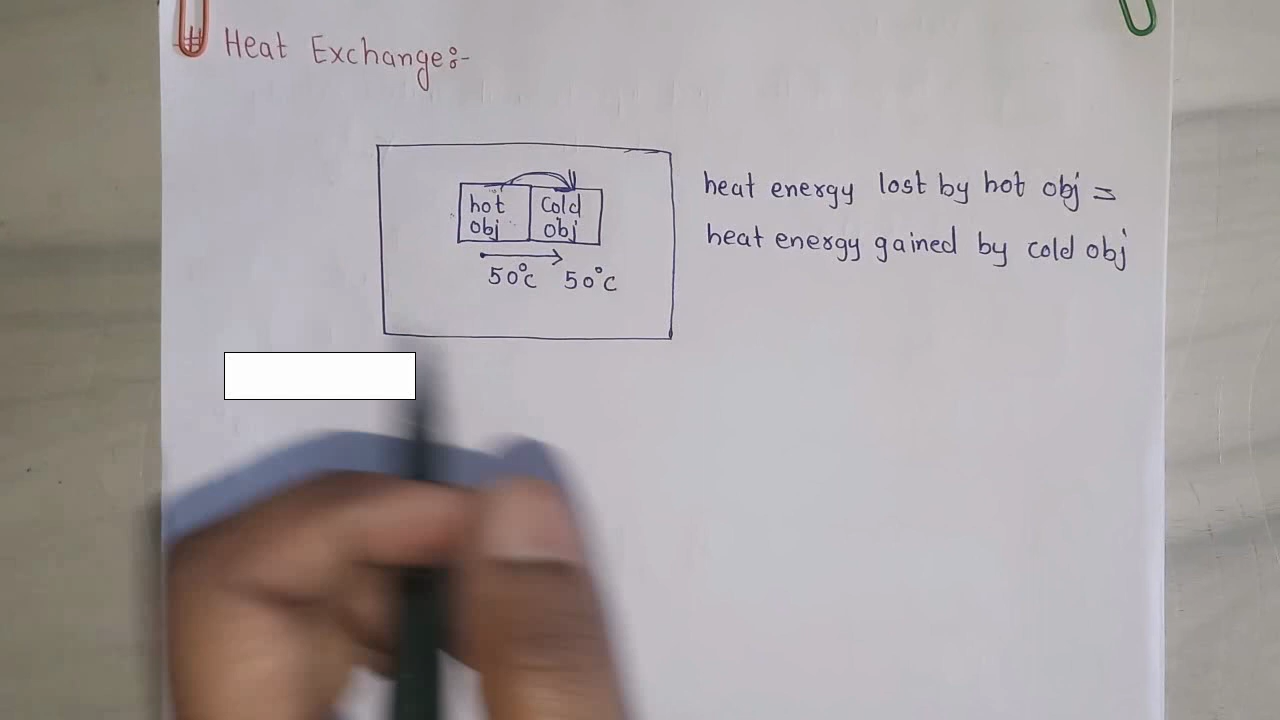 # Heat Exchange:-
hot obj
Cold obj
50°C 50°C
heat energy lost by hot obj =
heat energy gained by cold obj